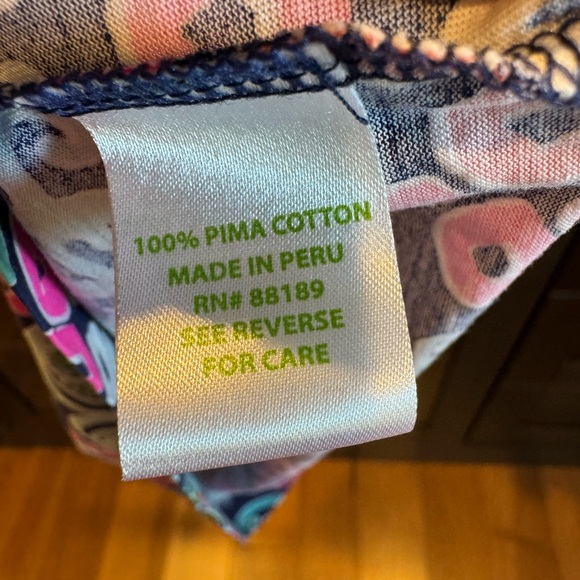 100% PIMA COTTON
MADE IN PERU
RN# 88189
SEE REVERSE
FOR CARE